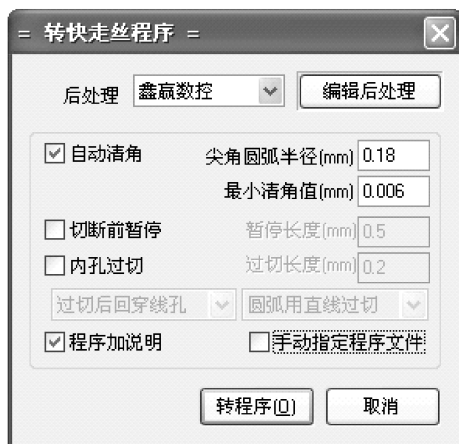 = 转快走丝程序 =
后处理 鑫赢数控 编辑后处理
自动清角 尖角圆弧半径(mm) 0.18
最小清角值(mm) 0.006
切断前暂停 暂停长度(mm) 0.5
内孔过切 过切长度(mm) 0.2
过切后回穿线孔 圆弧用直线过切
程序加说明 手动指定程序文件
转程序(O) 取消